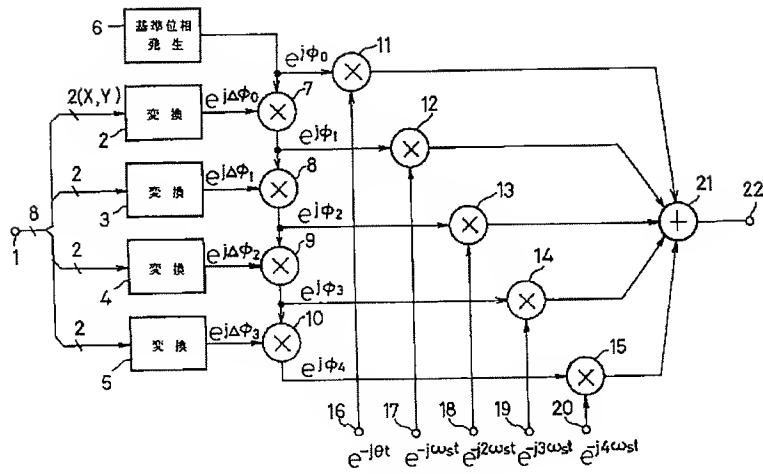 6
基準位相
発生
e^jφ0
11
2(X,Y)
変換
2
e^jΔφ0
7
12
e^jφ1
8
13
2
変換
3
e^jΔφ1
21
22
1
8
e^jφ2
9
14
2
変換
4
e^jΔφ2
e^jφ3
10
15
2
変換
5
e^jΔφ3
e^jφ4
16
17
18
19
20
e^-jθt
e^-jωst
e^-j2ωst
e^-j3ωst
e^-j4ωst